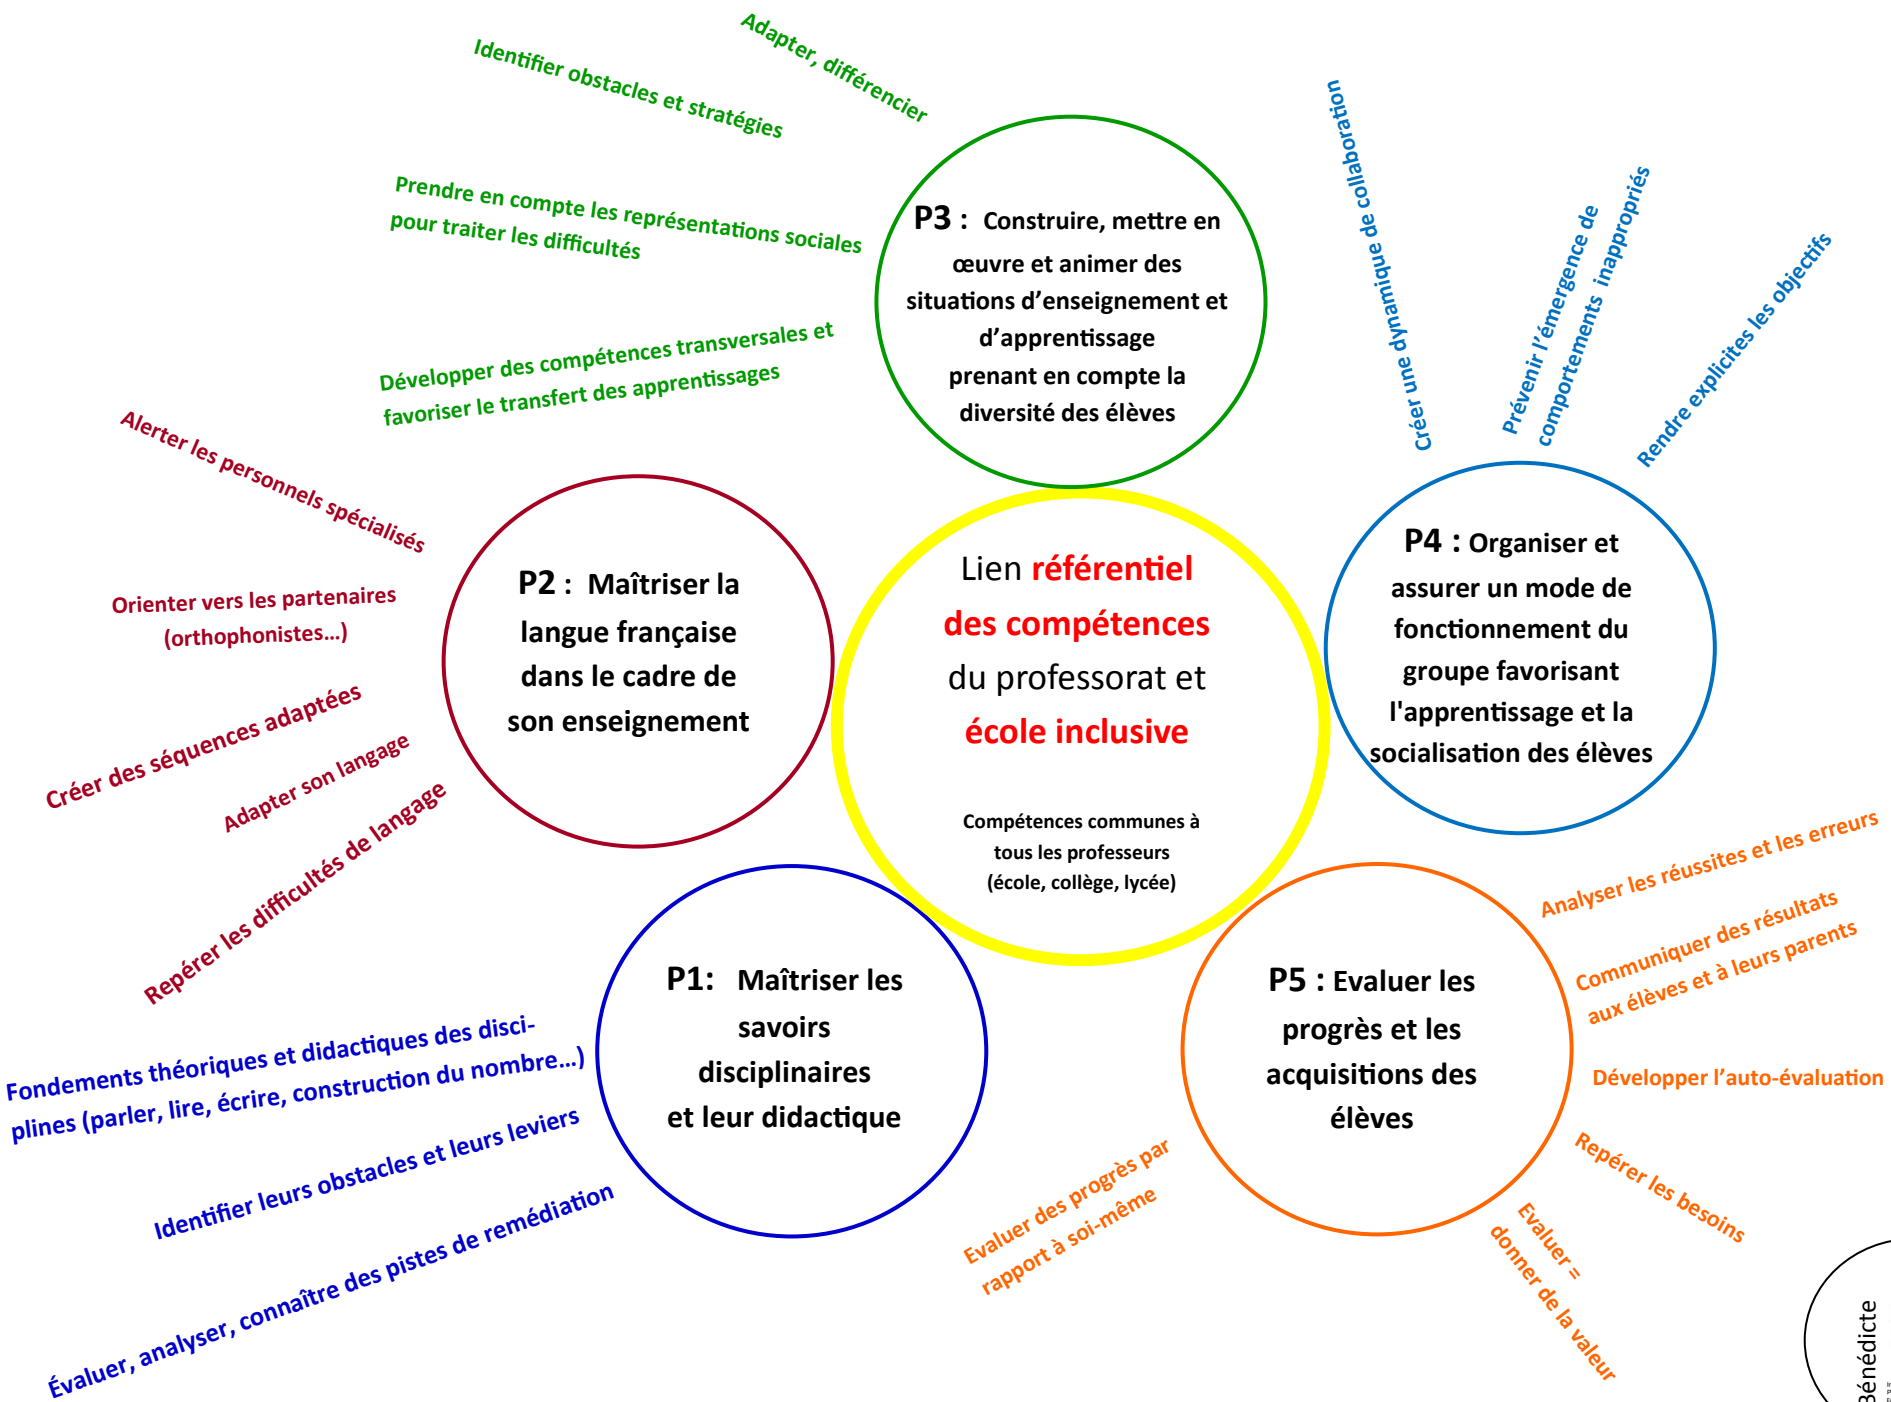 Adapter, différencier
Identifier obstacles et stratégies
Prendre en compte les représentations sociales
pour traiter les difficultés
Développer des compétences transversales et
favoriser le transfert des apprentissages
P3 : Construire, mettre en
œuvre et animer des
situations d’enseignement et
d’apprentissage
prenant en compte la
diversité des élèves
Créer une dynamique de collaboration
Prévenir l’émergence de
comportements inappropriés
Rendre explicites les objectifs
P4 : Organiser et
assurer un mode de
fonctionnement du
groupe favorisant
l'apprentissage et la
socialisation des élèves
Alerter les personnels spécialisés
Orienter vers les partenaires
(orthophonistes…)
Créer des séquences adaptées
Adapter son langage
Repérer les difficultés de langage
P2 : Maîtriser la
langue française
dans le cadre de
son enseignement
Lien référentiel
des compétences
du professorat et
école inclusive
Compétences communes à
tous les professeurs
(école, collège, lycée)
Fondements théoriques et didactiques des disci-
plines (parler, lire, écrire, construction du nombre…)
Identifier leurs obstacles et leurs leviers
Évaluer, analyser, connaître des pistes de remédiation
P1: Maîtriser les
savoirs
disciplinaires
et leur didactique
P5 : Evaluer les
progrès et les
acquisitions des
élèves
Analyser les réussites et les erreurs
Communiquer des résultats
aux élèves et à leurs parents
Développer l’auto-évaluation
Repérer les besoins
Evaluer =
donner de la valeur
Evaluer des progrès par
rapport à soi-même
Bénédicte